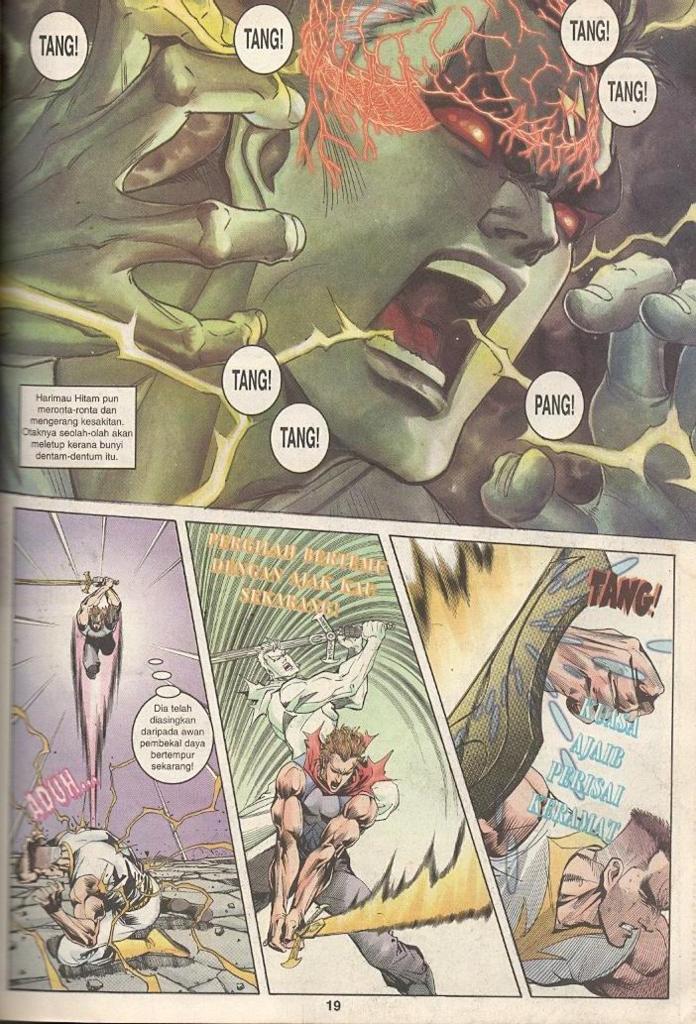 TANG!
TANG!
TANG!
TANG!
TANG!
TANG!
PANG!
Harimau Hitam pun
meronta-ronta dan
mengerang kesakitan.
Otaknya seolah-olah akan
meletup kerana bunyi
dentam-dentum itu.
Dia telah
diasingkan
daripada awan
pembekal daya
bertempur
sekarang!
ADUH...
PERGILAH BERTEMU
DENGAN AJAK KAU
SEKARANG!
TANG!
KUASA
AJAIB
PERISAI
KERAMAT
19